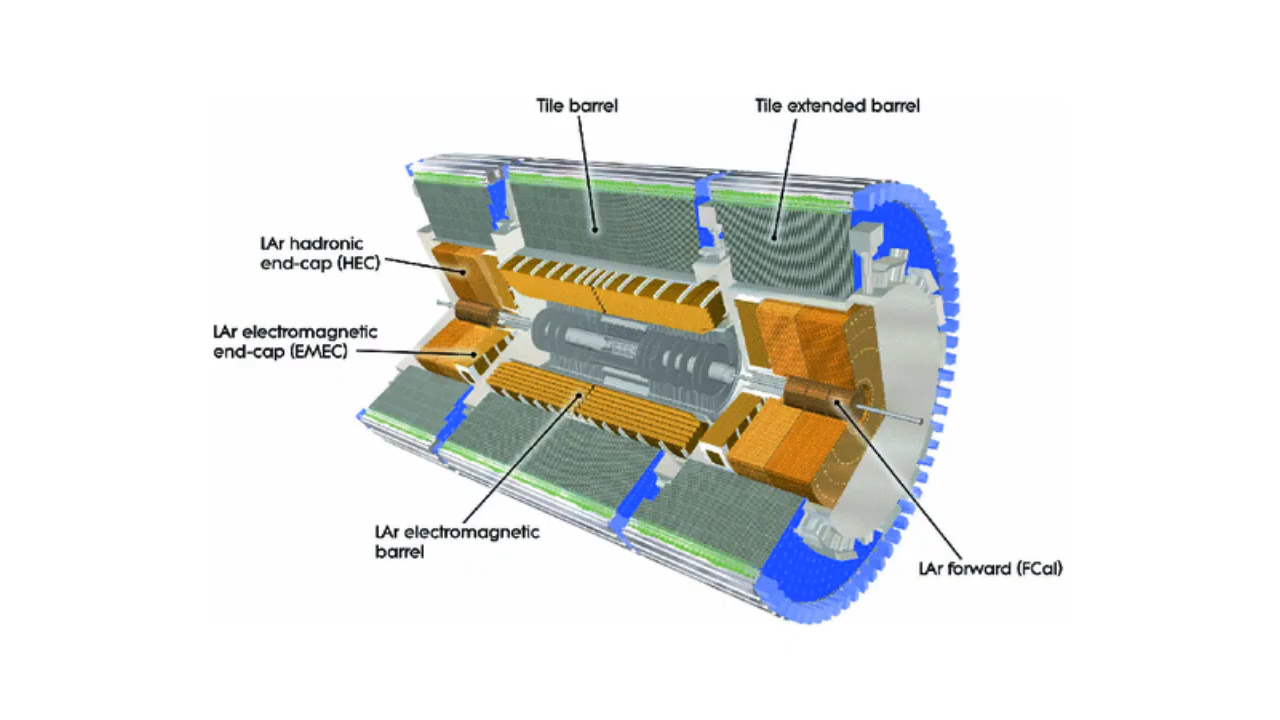 Tile barrel
Tile extended barrel
LAr hadronic
end-cap (HEC)
LAr electromagnetic
end-cap (EMEC)
LAr electromagnetic
barrel
LAr forward (FCal)